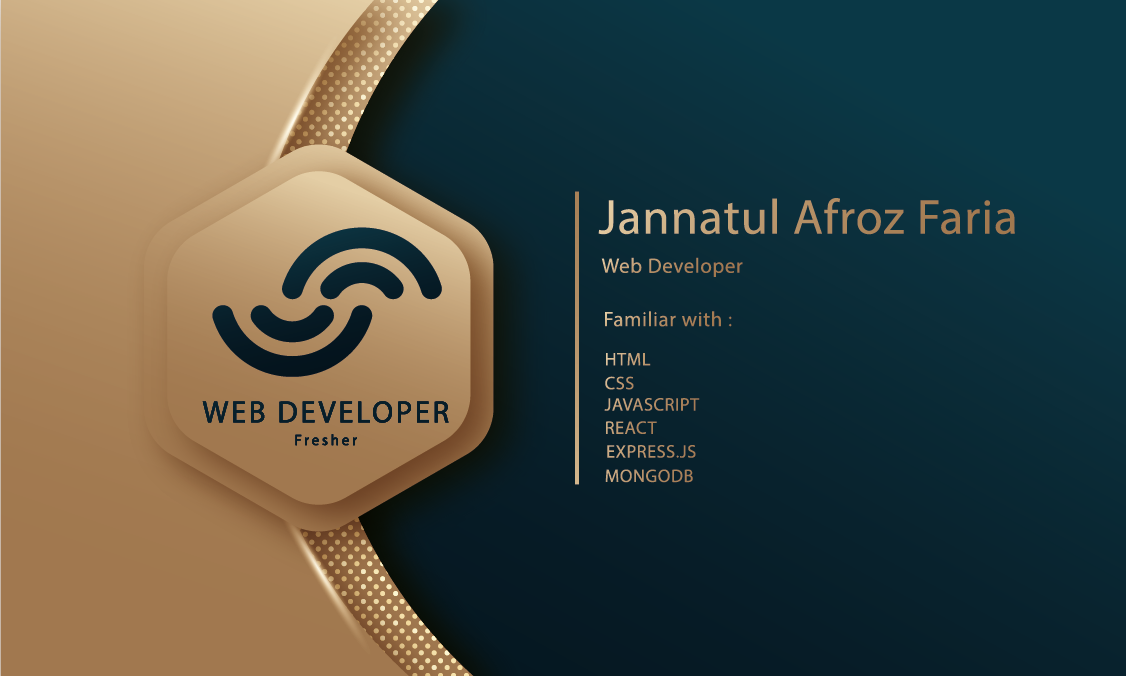 WEB DEVELOPER
Fresher
Jannatul Afroz Faria
Web Developer
Familiar with :
HTML
CSS
JAVASCRIPT
REACT
EXPRESS.JS
MONGODB